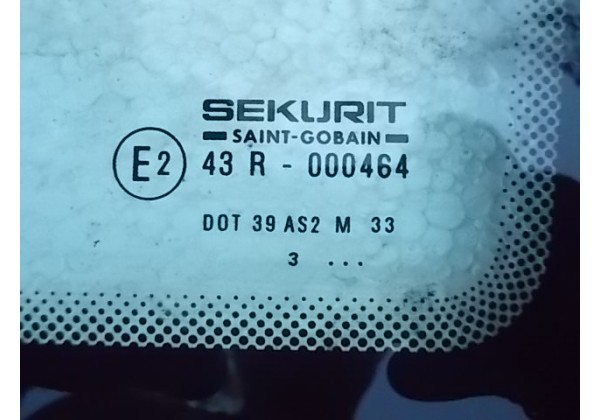 SEKURIT
SAINT-GOBAIN
E2 43 R - 000464
DOT 39 AS2 M 33
3 ...